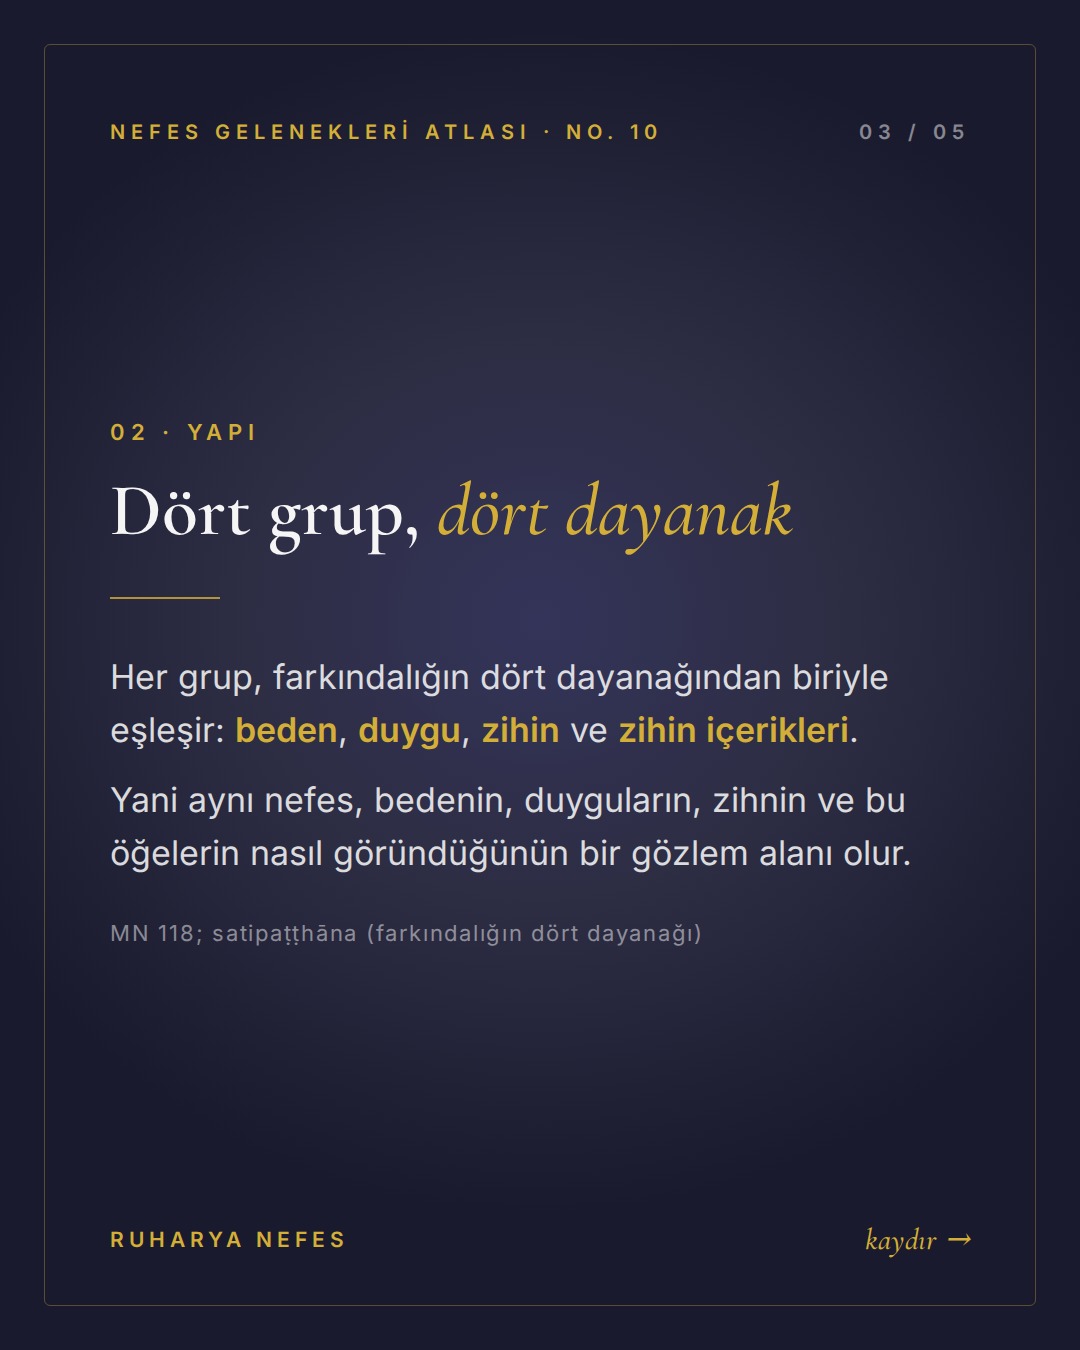 NEFES GELENEKLERİ ATLASI · NO. 10
03 / 05
02 · YAPI
Dört grup, dört dayanak
Her grup, farkındalığın dört dayanağından biriyle
eşleşir: beden, duygu, zihin ve zihin içerikleri.
Yani aynı nefes, bedenin, duyguların, zihnin ve bu
öğelerin nasıl göründüğünün bir gözlem alanı olur.
MN 118; satipaṭṭhāna (farkındalığın dört dayanağı)
RUHARYA NEFES
kaydır →